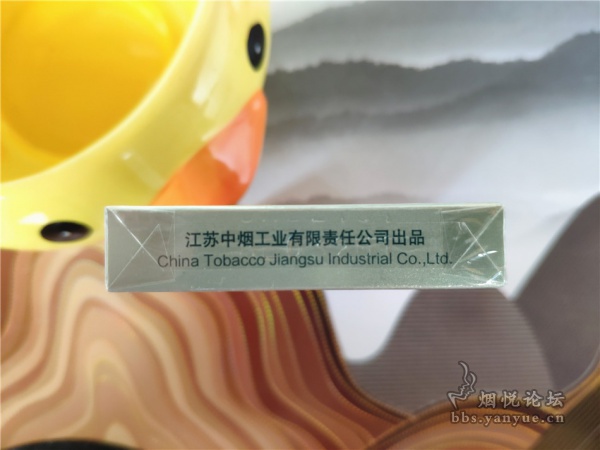 江苏中烟工业有限责任公司出品
China Tobacco Jiangsu Industrial Co.,Ltd.
烟悦论坛
bbs.yanyue.cn